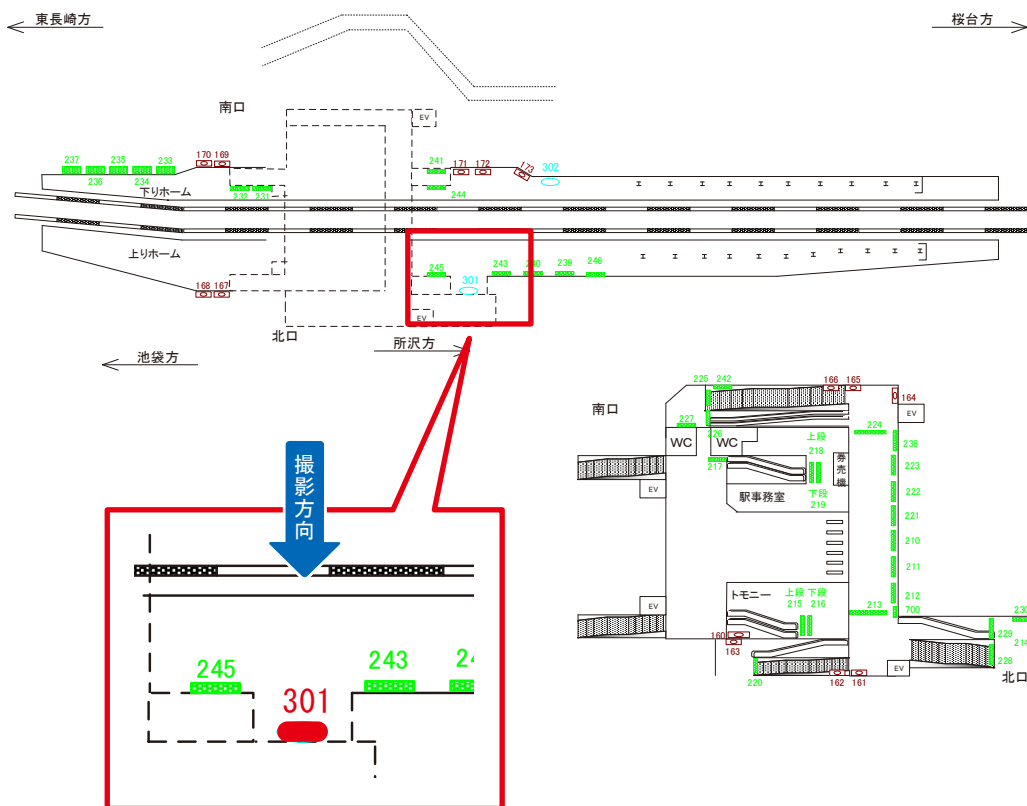 東長崎方
桜台方
南口
EV
237
235
233
170
169
236
234
241
171
172
173
302
下りホーム
232
231
244
上りホーム
245
243
240
239
246
301
168
167
EV
北口
所沢方
池袋方
撮影方向
245
243
24
301
南口
225
242
166
165
164
EV
227
226
224
238
WC
WC
上段
218
217
券売機
223
EV
駅事務室
下段
219
222
221
210
211
トモニー
上段
215
下段
216
212
213
700
EV
160
163
230
229
214
228
220
162
161
EV
北口